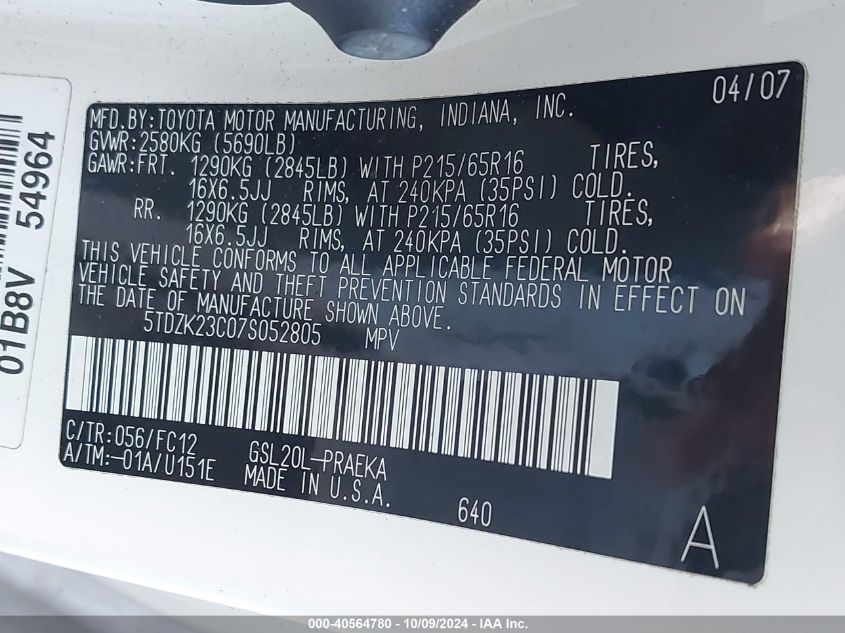 04/07
MFD.BY:TOYOTA MOTOR MANUFACTURING, INDIANA, INC.
GVWR:2580KG (5690LB)
GAWR:FRT. 1290KG (2845LB) WITH P215/65R16 TIRES,
16X6.5JJ RIMS, AT 240KPA (35PSI) COLD.
RR. 1290KG (2845LB) WITH P215/65R16 TIRES,
16X6.5JJ RIMS, AT 240KPA (35PSI) COLD.
THIS VEHICLE CONFORMS TO ALL APPLICABLE FEDERAL MOTOR
VEHICLE SAFETY AND THEFT PREVENTION STANDARDS IN EFFECT ON
THE DATE OF MANUFACTURE SHOWN ABOVE.
5TDZK23C07S052805 MPV
C/TR:056/FC12
A/TM:-01A/U151E
GSL20L-PRAEKA
MADE IN U.S.A.
640
A
01B8V 54964
000-40564780 - 10/09/2024 - IAA Inc.